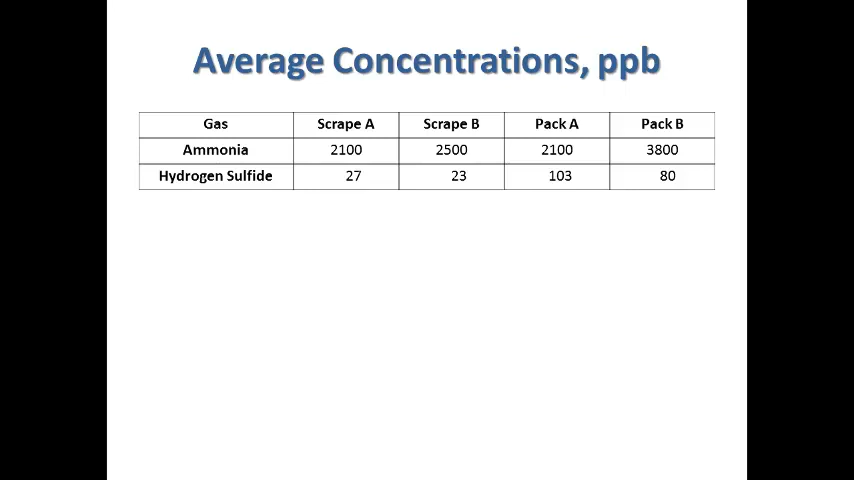 Average Concentrations, ppb
Gas Scrape A Scrape B Pack A Pack B
Ammonia 2100 2500 2100 3800
Hydrogen Sulfide 27 23 103 80